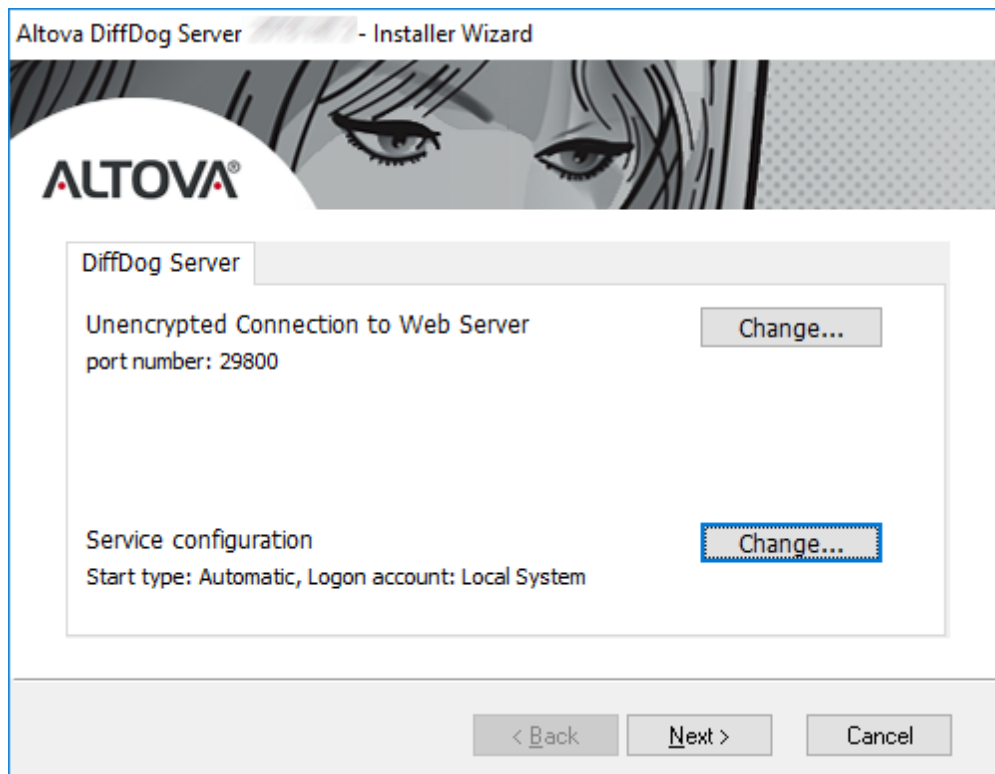 Altova DiffDog Server - Installer Wizard
ALTOVA®
DiffDog Server
Unencrypted Connection to Web Server
Change...
port number: 29800
Service configuration
Change...
Start type: Automatic, Logon account: Local System
< Back
Next >
Cancel